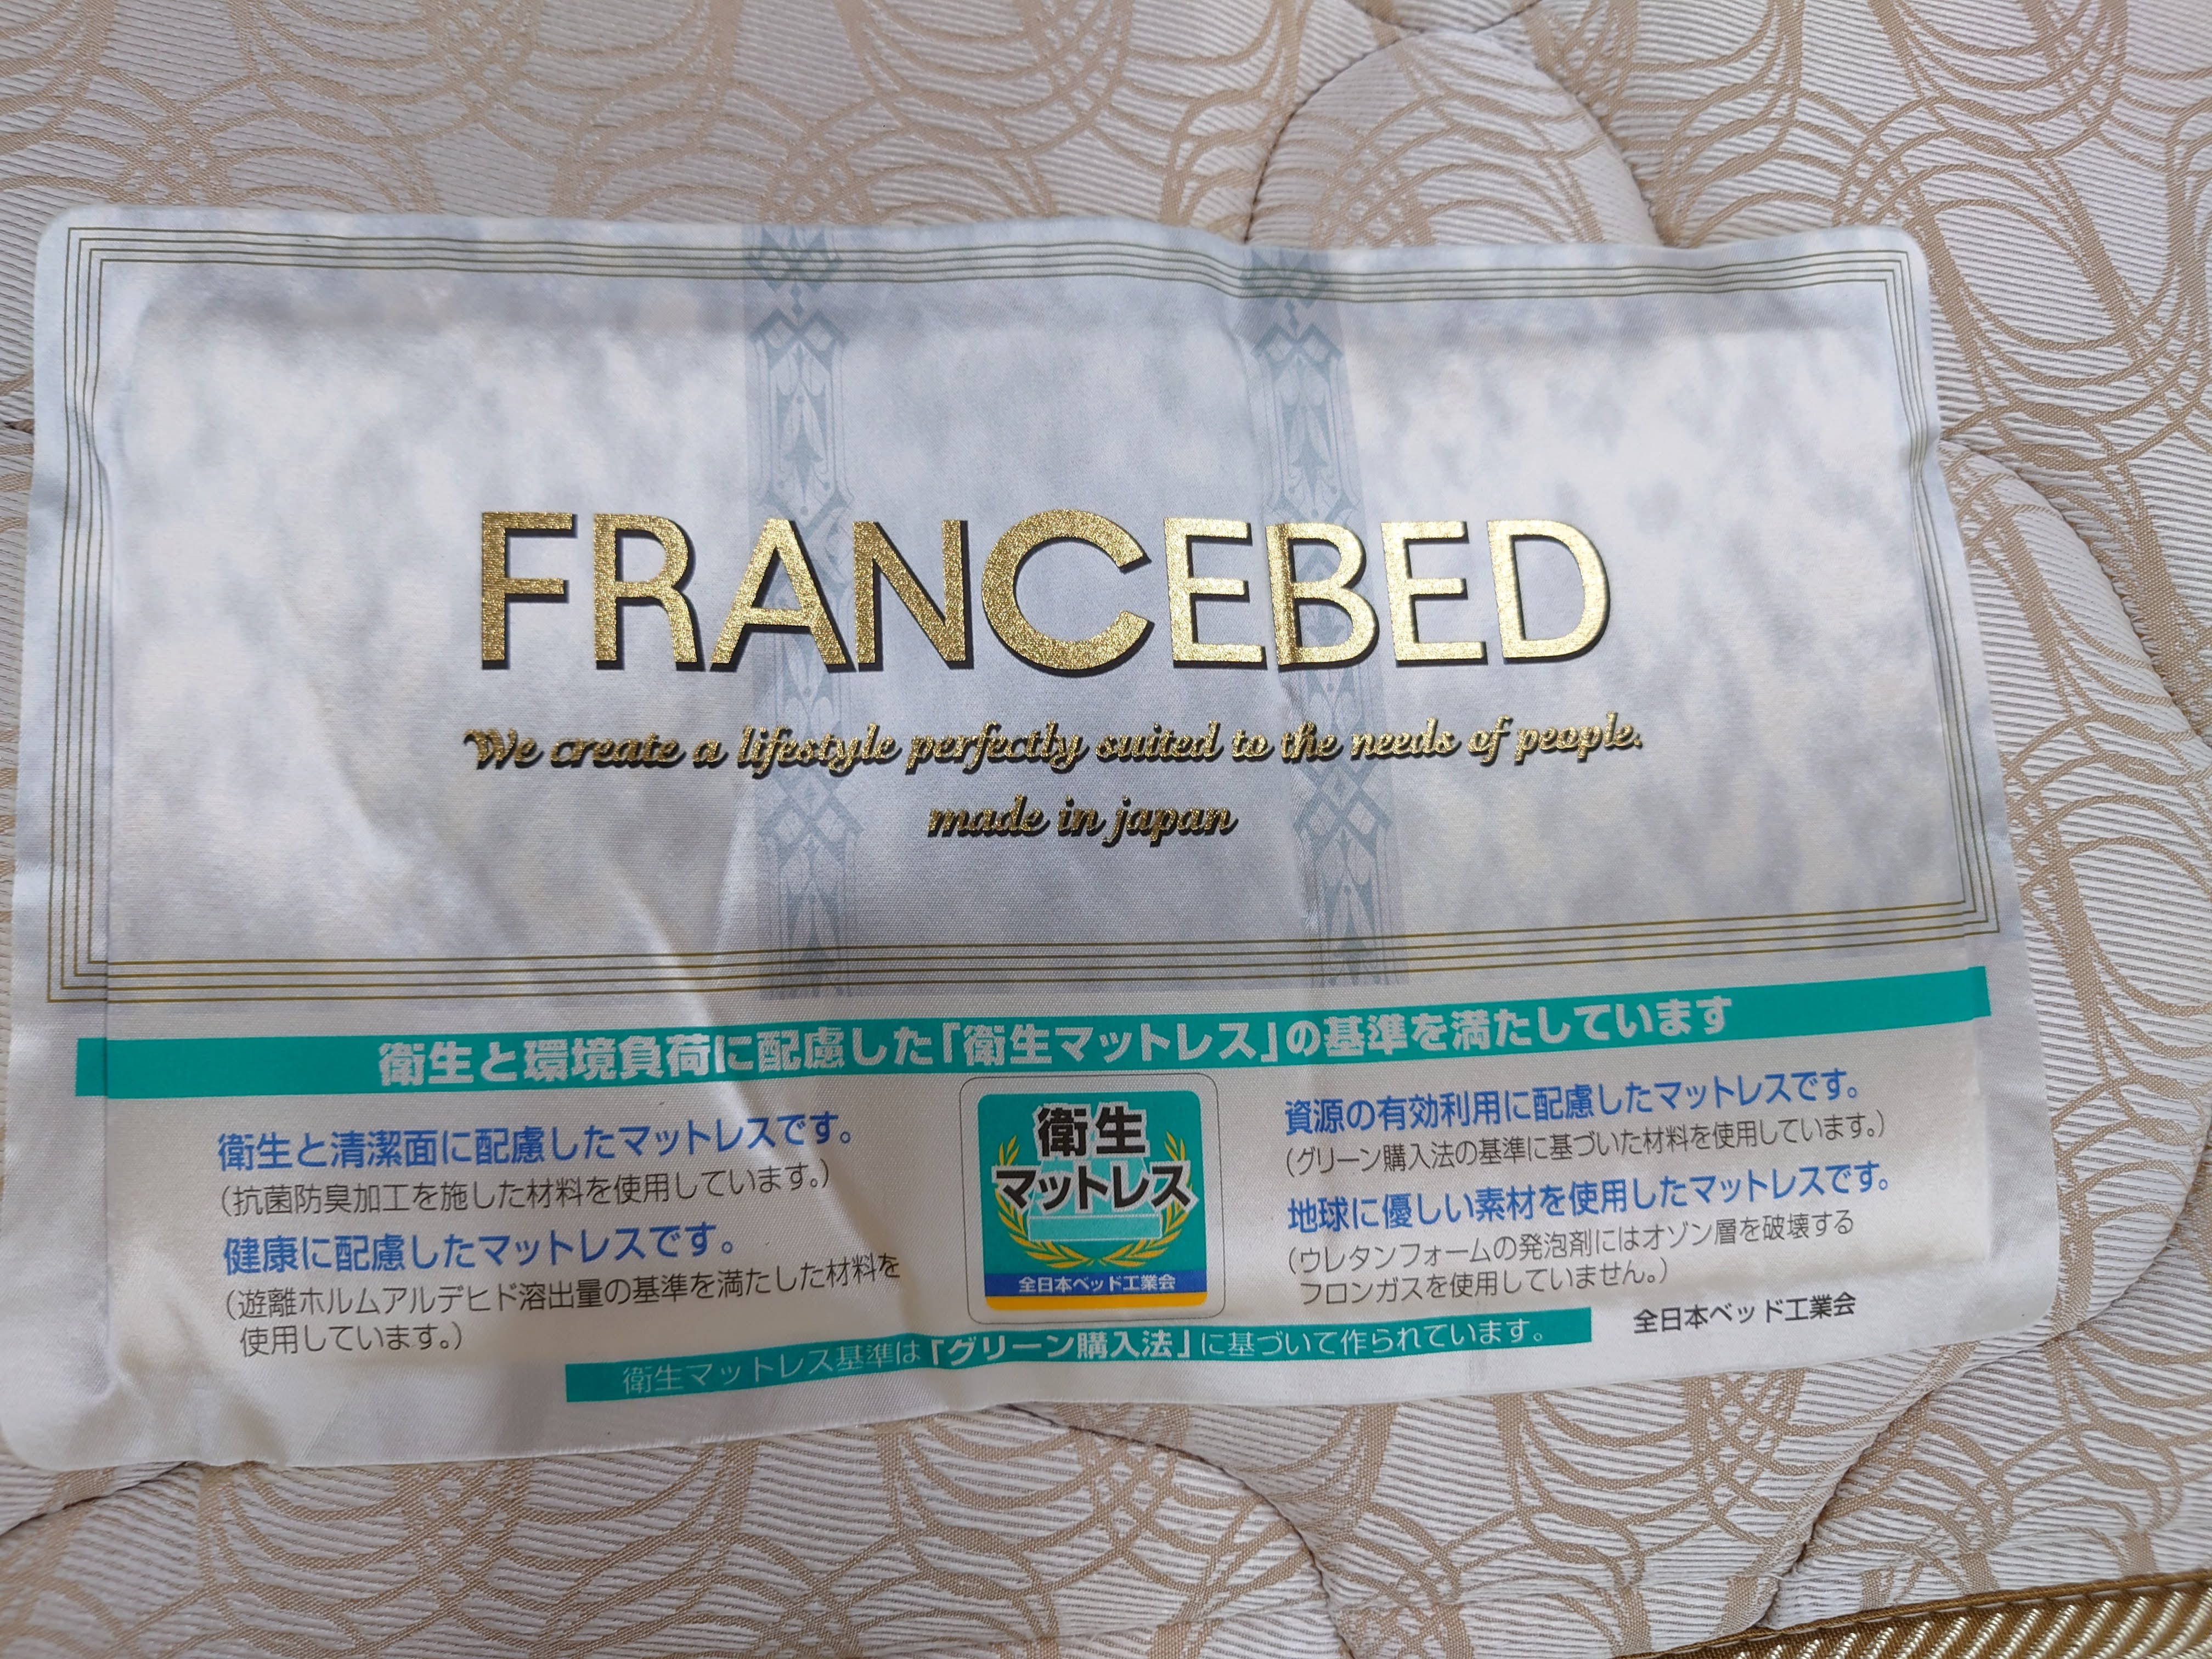 FRANCEBED
We create a lifestyle perfectly suited to the needs of people.
made in japan
衛生と環境負荷に配慮した「衛生マットレス」の基準を満たしています
衛生と清潔面に配慮したマットレスです。
（抗菌防臭加工を施した材料を使用しています。）
健康に配慮したマットレスです。
（遊離ホルムアルデヒド溶出量の基準を満たした材料を
使用しています。）
衛生
マットレス
全日本ベッド工業会
資源の有効利用に配慮したマットレスです。
（グリーン購入法の基準に基づいた材料を使用しています。）
地球に優しい素材を使用したマットレスです。
（ウレタンフォームの発泡剤にはオゾン層を破壊する
フロンガスを使用していません。）
全日本ベッド工業会
衛生マットレス基準は「グリーン購入法」に基づいて作られています。